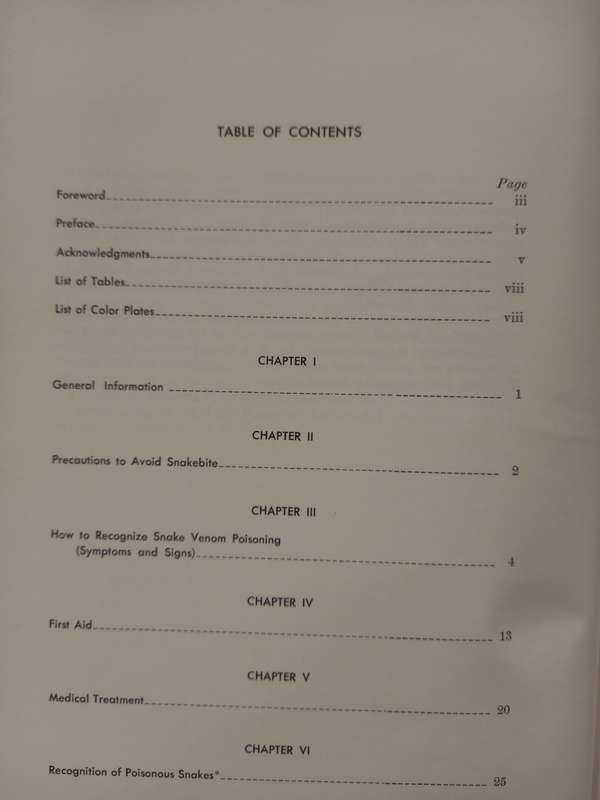 TABLE OF CONTENTS
Page
Foreword iii
Preface iv
Acknowledgments v
List of Tables viii
List of Color Plates viii
CHAPTER I
General Information 1
CHAPTER II
Precautions to Avoid Snakebite 2
CHAPTER III
How to Recognize Snake Venom Poisoning
(Symptoms and Signs) 4
CHAPTER IV
First Aid 13
CHAPTER V
Medical Treatment 20
CHAPTER VI
Recognition of Poisonous Snakes* 25